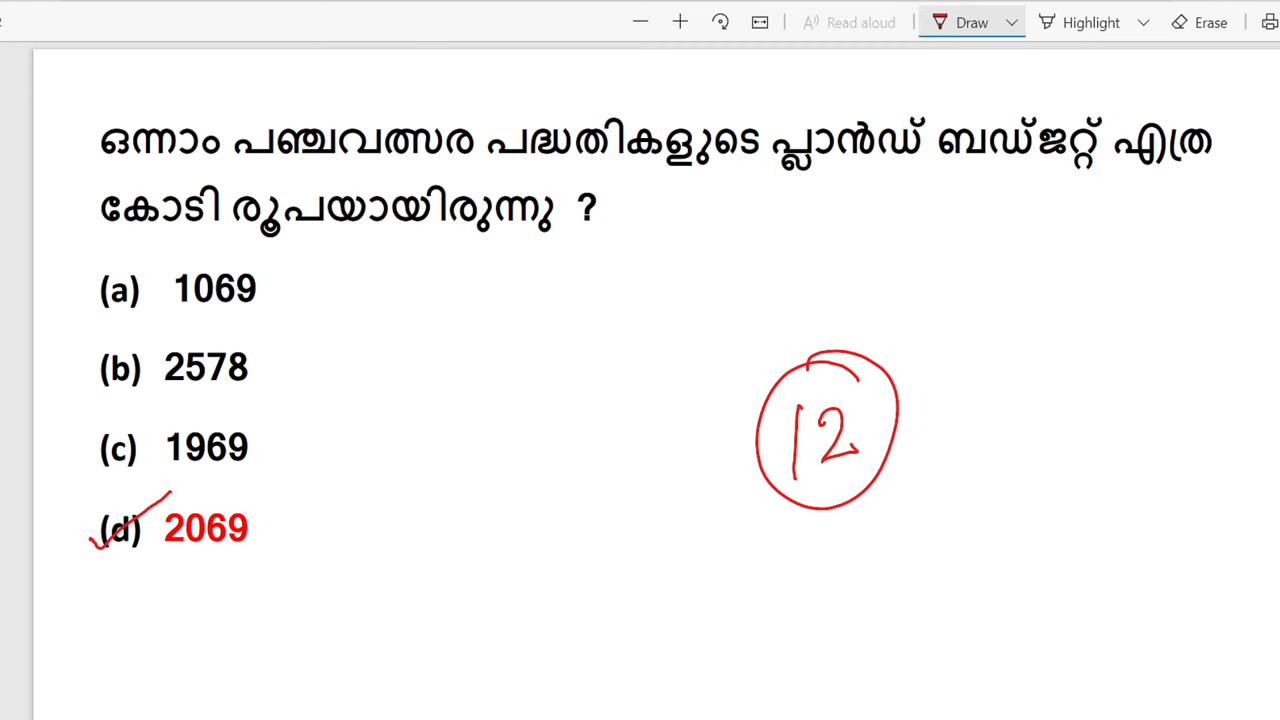 Read aloud Draw Highlight Erase
ഒന്നാം പഞ്ചവത്സര പദ്ധതികളുടെ പ്ലാൻഡ് ബഡ്ജറ്റ് എത്ര
കോടി രൂപയായിരുന്നു ?
(a) 1069
(b) 2578
(c) 1969
12
(d) 2069